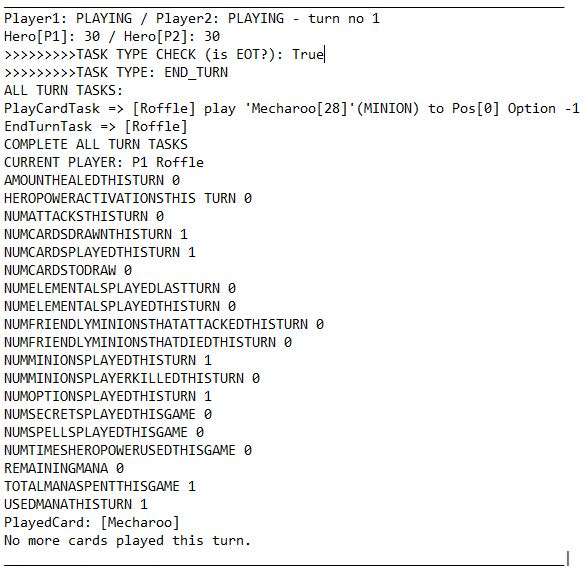 Player1: PLAYING / Player2: PLAYING - turn no 1
Hero[P1]: 30 / Hero[P2]: 30
>>>>>>>>>TASK TYPE CHECK (is EOT?): True
>>>>>>>>>TASK TYPE: END_TURN
ALL TURN TASKS:
PlayCardTask => [Roffle] play 'Mecharoo[28]'(MINION) to Pos[0] Option -1
EndTurnTask => [Roffle]
COMPLETE ALL TURN TASKS
CURRENT PLAYER: P1 Roffle
AMOUNTHEALEDTHISTURN 0
HEROPOWERACTIVATIONSTHIS TURN 0
NUMATTACKSTHISTURN 0
NUMCARDSDRAWNTHISTURN 1
NUMCARDSPLAYEDTHISTURN 1
NUMCARDSTODRAW 0
NUMELEMENTALSPLAYEDLASTTURN 0
NUMELEMENTALSPLAYEDTHISTURN 0
NUMFRIENDLYMINIONSTHATATTACKEDTHISTURN 0
NUMFRIENDLYMINIONSTHATDIEDTHISTURN 0
NUMMINIONSPLAYEDTHISTURN 1
NUMMINIONSPLAYERKILLEDTHISTURN 0
NUMOPTIONSPLAYEDTHISTURN 1
NUMSECRETSPLAYEDTHISGAME 0
NUMSPELLSPLAYEDTHISGAME 0
NUMTIMESHEROPOWERUSEDTHISGAME 0
REMAININGMANA 0
TOTALMANASPENTTHISGAME 1
USEDMANATHISTURN 1
PlayedCard: [Mecharoo]
No more cards played this turn.